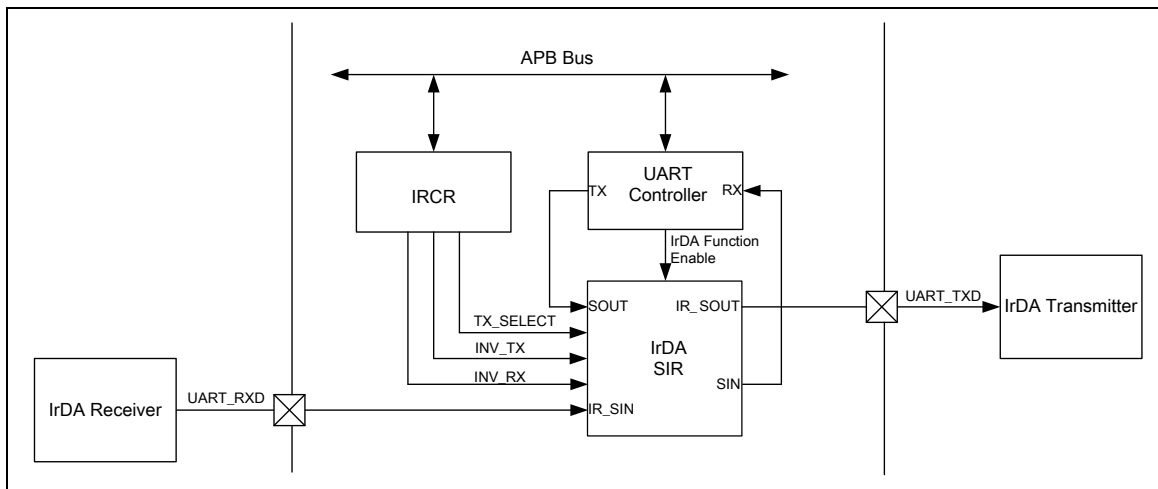 APB Bus
IRCR
UART
Controller
TX
RX
IrDA Function
Enable
SOUT
IR_SOUT
TX_SELECT
INV_TX
INV_RX
IrDA
SIR
SIN
IR_SIN
UART_TXD
IrDA Transmitter
IrDA Receiver
UART_RXD